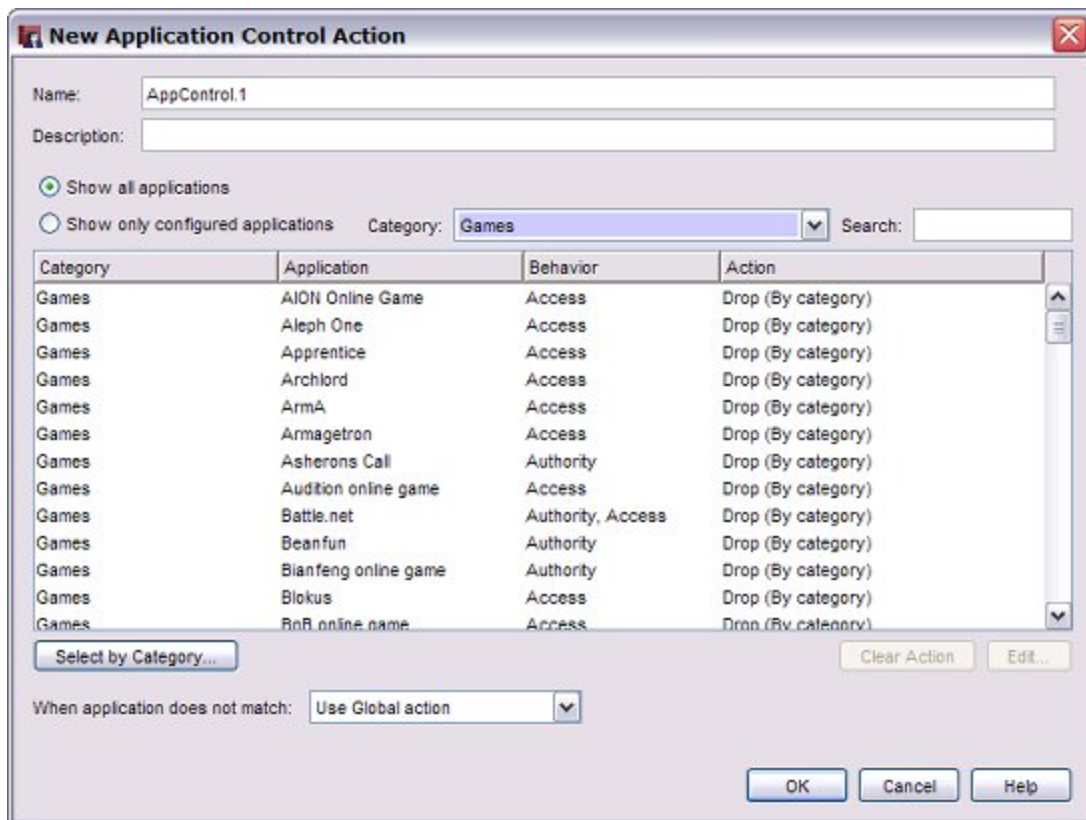 New Application Control Action
Name: AppControl.1
Description:
Show all applications
Show only configured applications Category: Games Search:
Category Application Behavior Action
Games AION Online Game Access Drop (By category)
Games Aleph One Access Drop (By category)
Games Apprentice Access Drop (By category)
Games Archlord Access Drop (By category)
Games ArmA Access Drop (By category)
Games Armagetron Access Drop (By category)
Games Asherons Call Authority Drop (By category)
Games Audition online game Access Drop (By category)
Games Battle.net Authority, Access Drop (By category)
Games Beanfun Authority Drop (By category)
Games Bianfeng online game Authority Drop (By category)
Games Blokus Access Drop (By category)
Games BnB online game Access Drop (By category)
Select by Category... Clear Action Edit...
When application does not match: Use Global action
OK Cancel Help